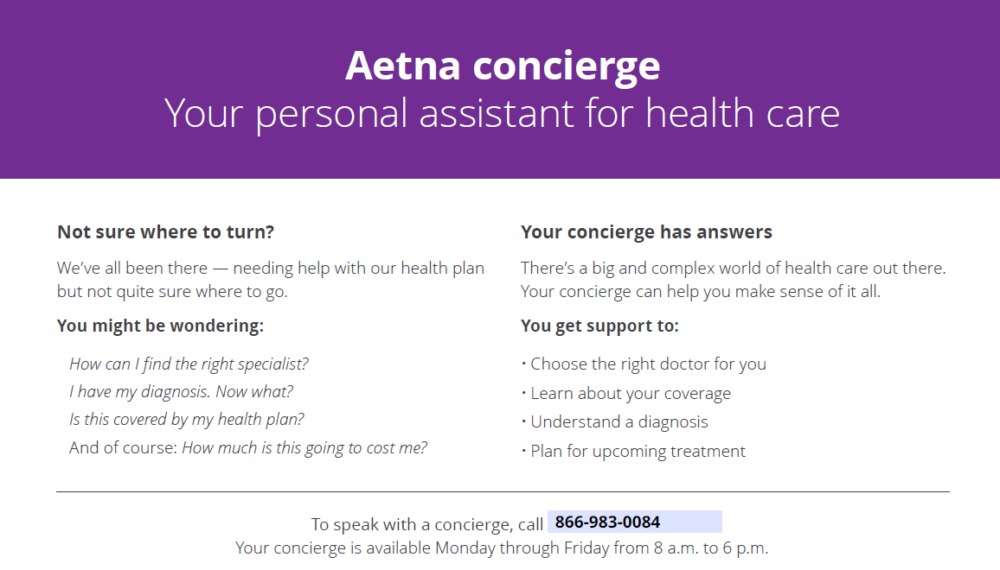 Aetna concierge
Your personal assistant for health care
Not sure where to turn?
We’ve all been there — needing help with our health plan
but not quite sure where to go.
You might be wondering:
How can I find the right specialist?
I have my diagnosis. Now what?
Is this covered by my health plan?
And of course: How much is this going to cost me?
Your concierge has answers
There’s a big and complex world of health care out there.
Your concierge can help you make sense of it all.
You get support to:
• Choose the right doctor for you
• Learn about your coverage
• Understand a diagnosis
• Plan for upcoming treatment
To speak with a concierge, call 866-983-0084
Your concierge is available Monday through Friday from 8 a.m. to 6 p.m.